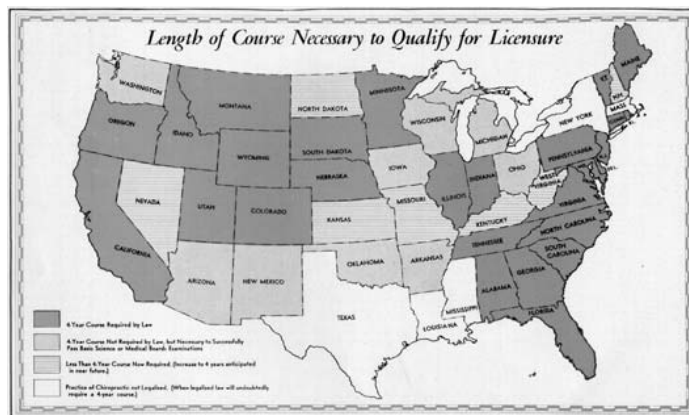 Length of Course Necessary to Qualify for Licensure
WASHINGTON
MONTANA
NORTH DAKOTA
MINNESOTA
MAINE
VT.
N.H.
OREGON
IDAHO
WYOMING
SOUTH DAKOTA
WISCONSIN
MICHIGAN
NEW YORK
MASS
NEBRASKA
IOWA
PENNSYLVANIA
NEVADA
UTAH
COLORADO
KANSAS
MISSOURI
ILLINOIS
INDIANA
OHIO
WEST
VIRGINIA
VIRGINIA
KENTUCKY
CALIFORNIA
ARIZONA
NEW MEXICO
OKLAHOMA
ARKANSAS
TENNESSEE
NORTH CAROLINA
SOUTH
CAROLINA
TEXAS
LOUISIANA
MISSISSIPPI
ALABAMA
GEORGIA
FLORIDA
4-Year Course Required by Law
4-Year Course Not Required by Law, but Necessary to Successfully
Pass Basic Science or Medical Boards Examinations
Less Than 4-Year Course Now Required. (Increase to 4 years anticipated
in near future.)
Practice of Chiropractic not Legalized. (When legalized law will undoubtedly
require a 4-year course.)